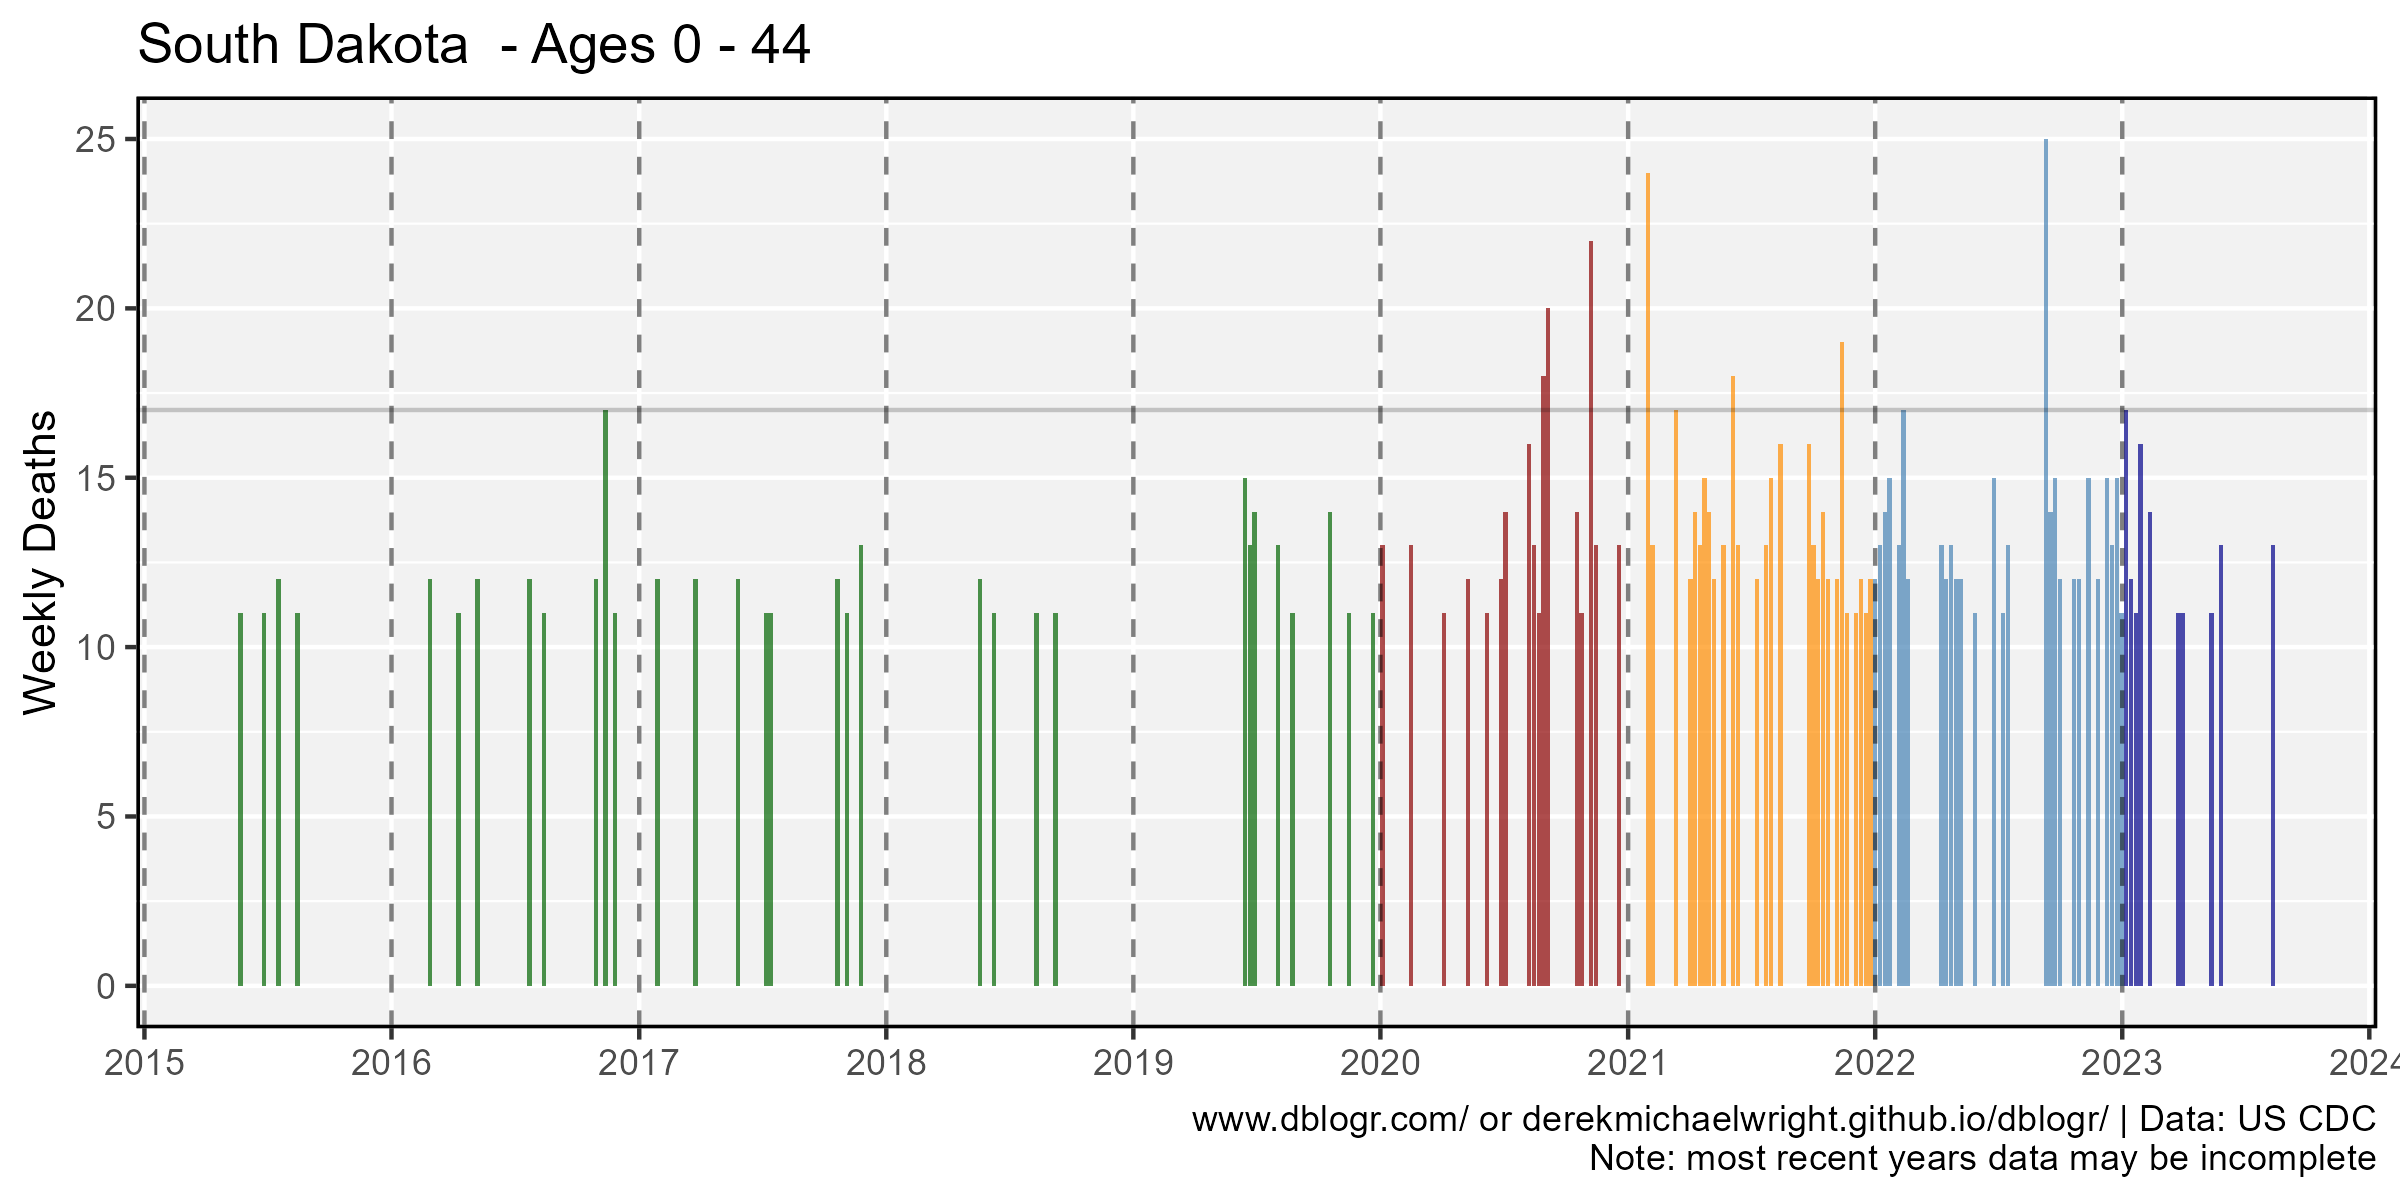 South Dakota  - Ages 0 - 44
Weekly Deaths
25
20
15
10
5
0
2015 2016 2017 2018 2019 2020 2021 2022 2023 2024
www.dblogr.com/ or derekmichaelwright.github.io/dblogr/ | Data: US CDC
Note: most recent years data may be incomplete